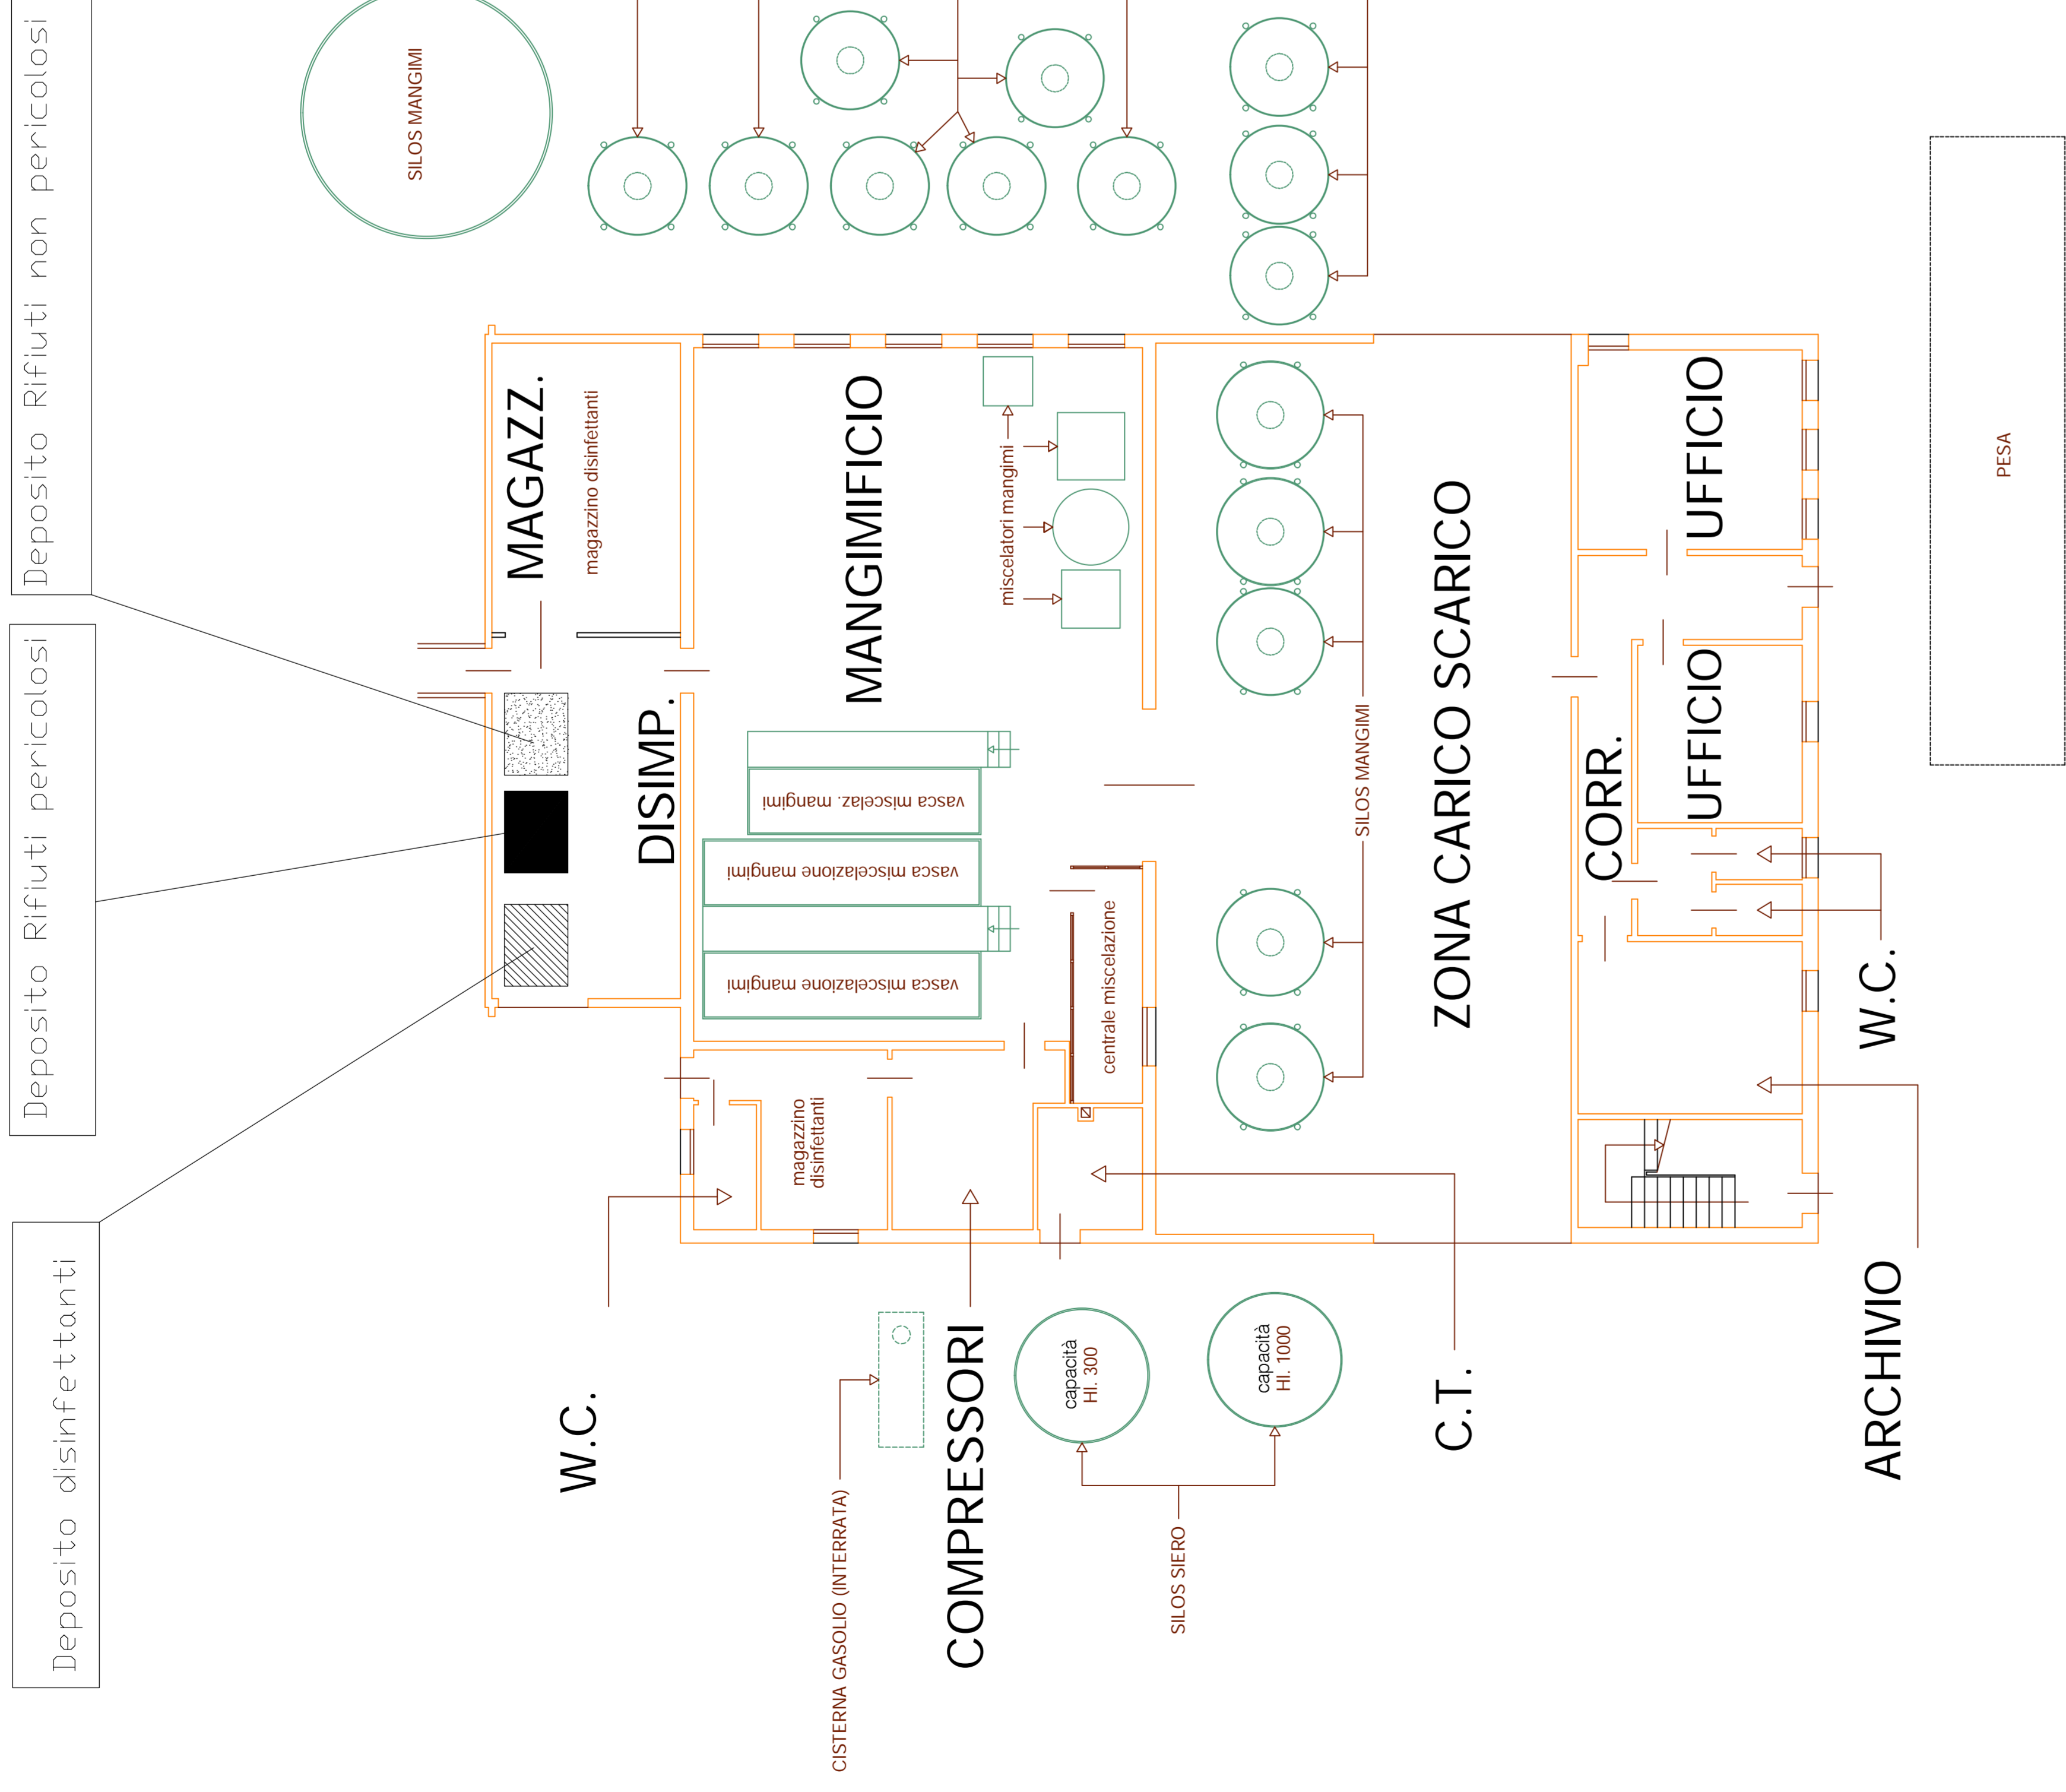 Deposito Rifiuti non pericolosi
Deposito Rifiuti pericolosi
Deposito disinfettanti
SILOS MANGIMI
MAGAZZ.
magazzino disinfettanti
DISIMP.
MANGIMIFICIO
miscelatori mangimi
vasca miscelaz. mangimi
vasca miscelazione mangimi
vasca miscelazione mangimi
centrale miscelazione
magazzino
disinfettanti
SILOS MANGIMI
ZONA CARICO SCARICO
CORR.
UFFICIO
UFFICIO
PESA
W.C.
W.C.
COMPRESSORI
CISTERNA GASOLIO (INTERRATA)
capacità
Hl. 300
capacità
Hl. 1000
SILOS SIERO
C.T.
ARCHIVIO